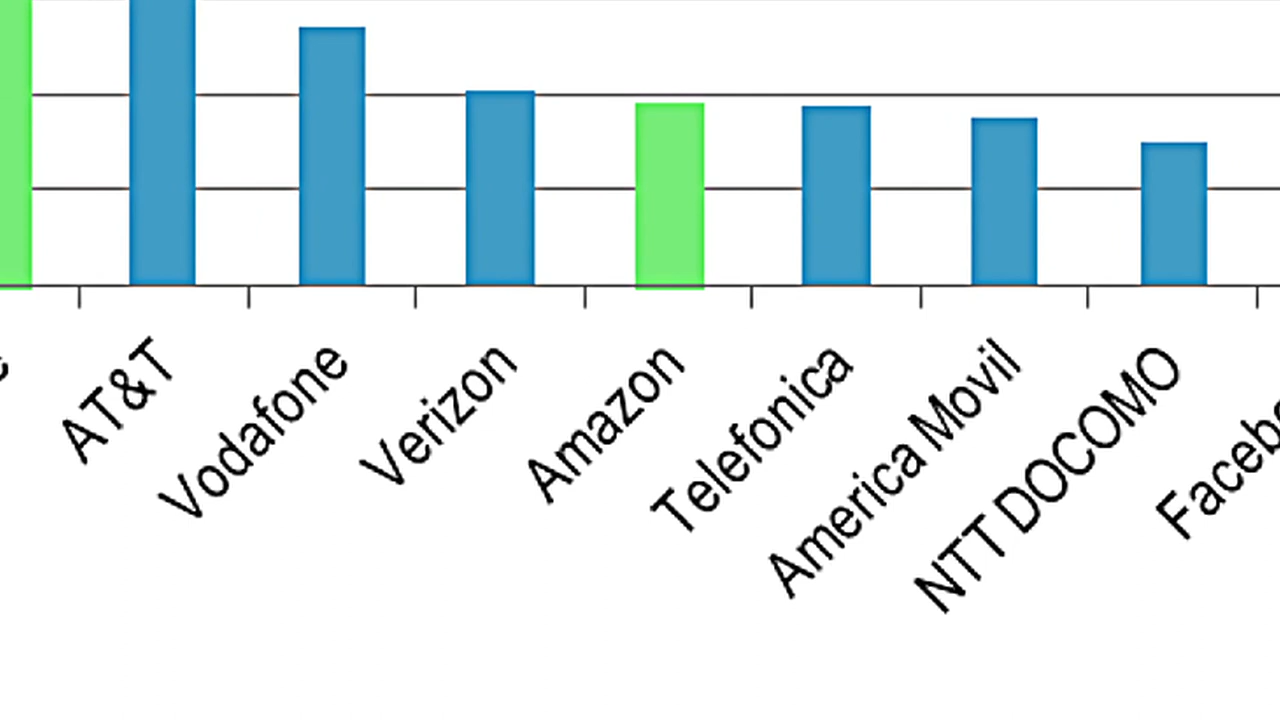 AT&T
Vodafone
Verizon
Amazon
Telefonica
America Movil
NTT DOCOMO